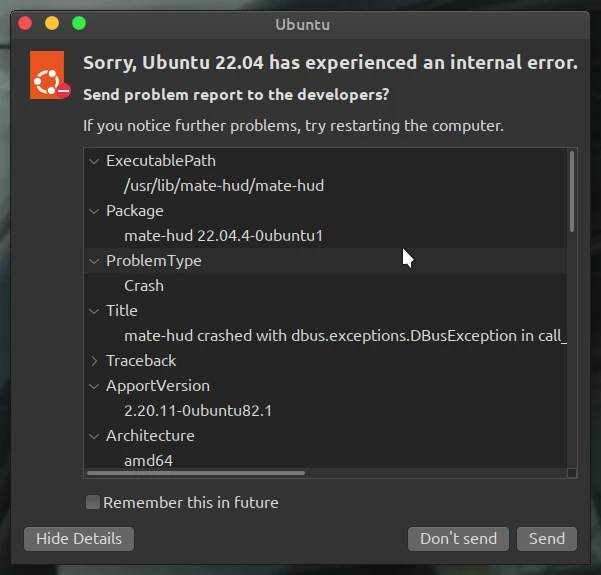 Ubuntu
Sorry, Ubuntu 22.04 has experienced an internal error.
Send problem report to the developers?
If you notice further problems, try restarting the computer.
ExecutablePath
/usr/lib/mate-hud/mate-hud
Package
mate-hud 22.04.4-0ubuntu1
ProblemType
Crash
Title
mate-hud crashed with dbus.exceptions.DBusException in call_
Traceback
ApportVersion
2.20.11-0ubuntu82.1
Architecture
amd64
Remember this in future
Hide Details
Don't send
Send